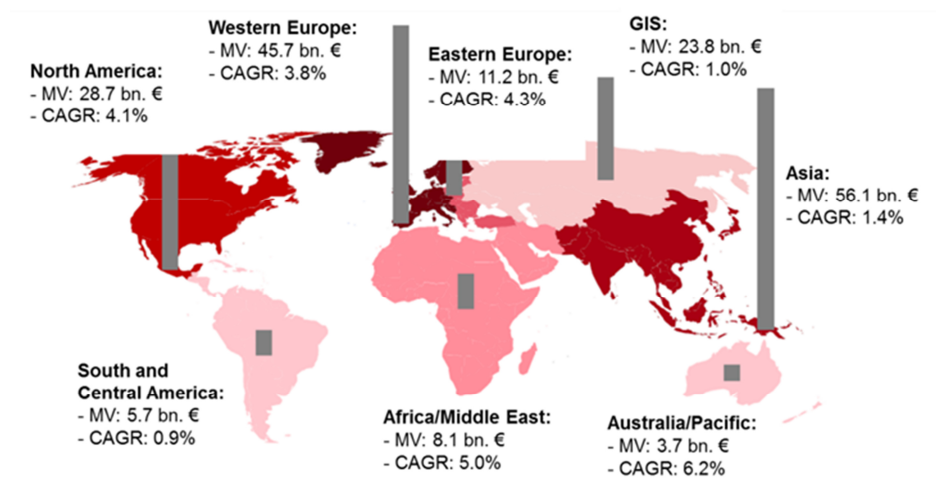 Western Europe:
- MV: 45.7 bn. €
- CAGR: 3.8%
GIS:
- MV: 23.8 bn. €
- CAGR: 1.0%
Eastern Europe:
- MV: 11.2 bn. €
- CAGR: 4.3%
North America:
- MV: 28.7 bn. €
- CAGR: 4.1%
Asia:
- MV: 56.1 bn. €
- CAGR: 1.4%
South and
Central America:
- MV: 5.7 bn. €
- CAGR: 0.9%
Africa/Middle East:
- MV: 8.1 bn. €
- CAGR: 5.0%
Australia/Pacific:
- MV: 3.7 bn. €
- CAGR: 6.2%